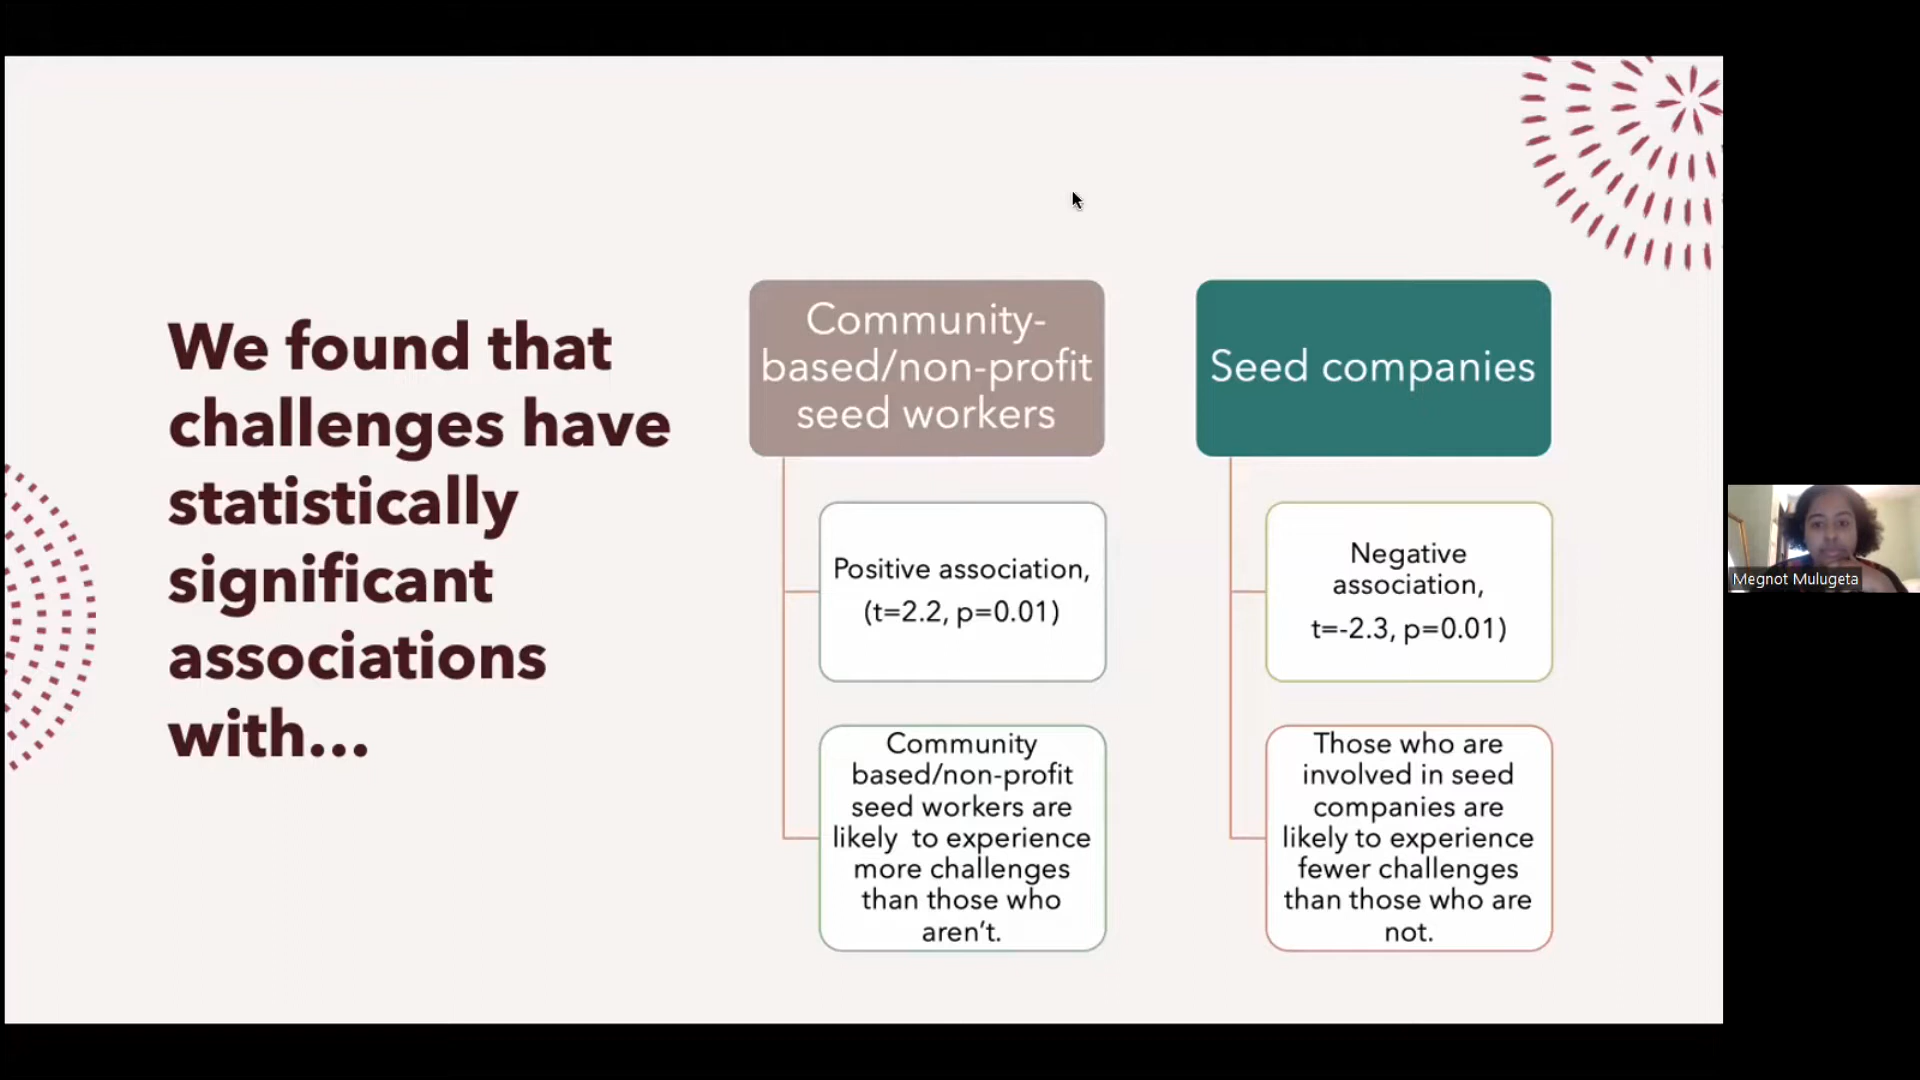 We found that
challenges have
statistically
significant
associations
with...
Community-
based/non-profit
seed workers
Positive association,
(t=2.2, p=0.01)
Community
based/non-profit
seed workers are
likely  to experience
more challenges
than those who
aren't.
Seed companies
Negative
association,
t=-2.3, p=0.01)
Those who are
involved in seed
companies are
likely to experience
fewer challenges
than those who are
not.
Megnot Mulugeta